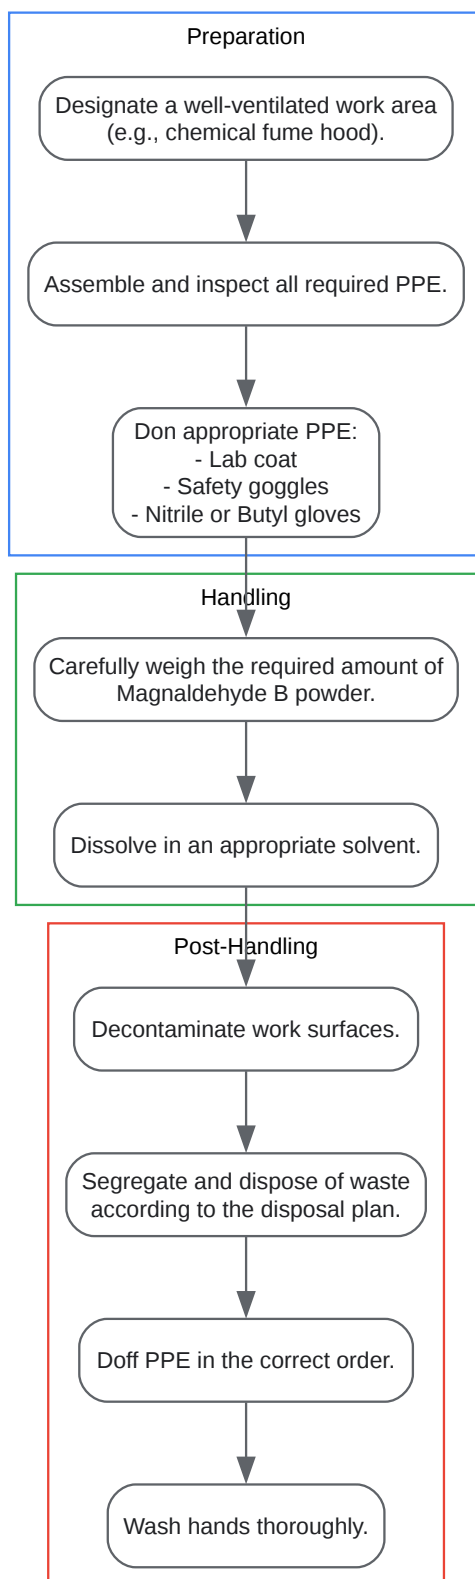 Preparation
Designate a well-ventilated work area
(e.g., chemical fume hood).
Assemble and inspect all required PPE.
Don appropriate PPE:
- Lab coat
- Safety goggles
- Nitrile or Butyl gloves
Handling
Carefully weigh the required amount of
Magnaldehyde B powder.
Dissolve in an appropriate solvent.
Post-Handling
Decontaminate work surfaces.
Segregate and dispose of waste
according to the disposal plan.
Doff PPE in the correct order.
Wash hands thoroughly.